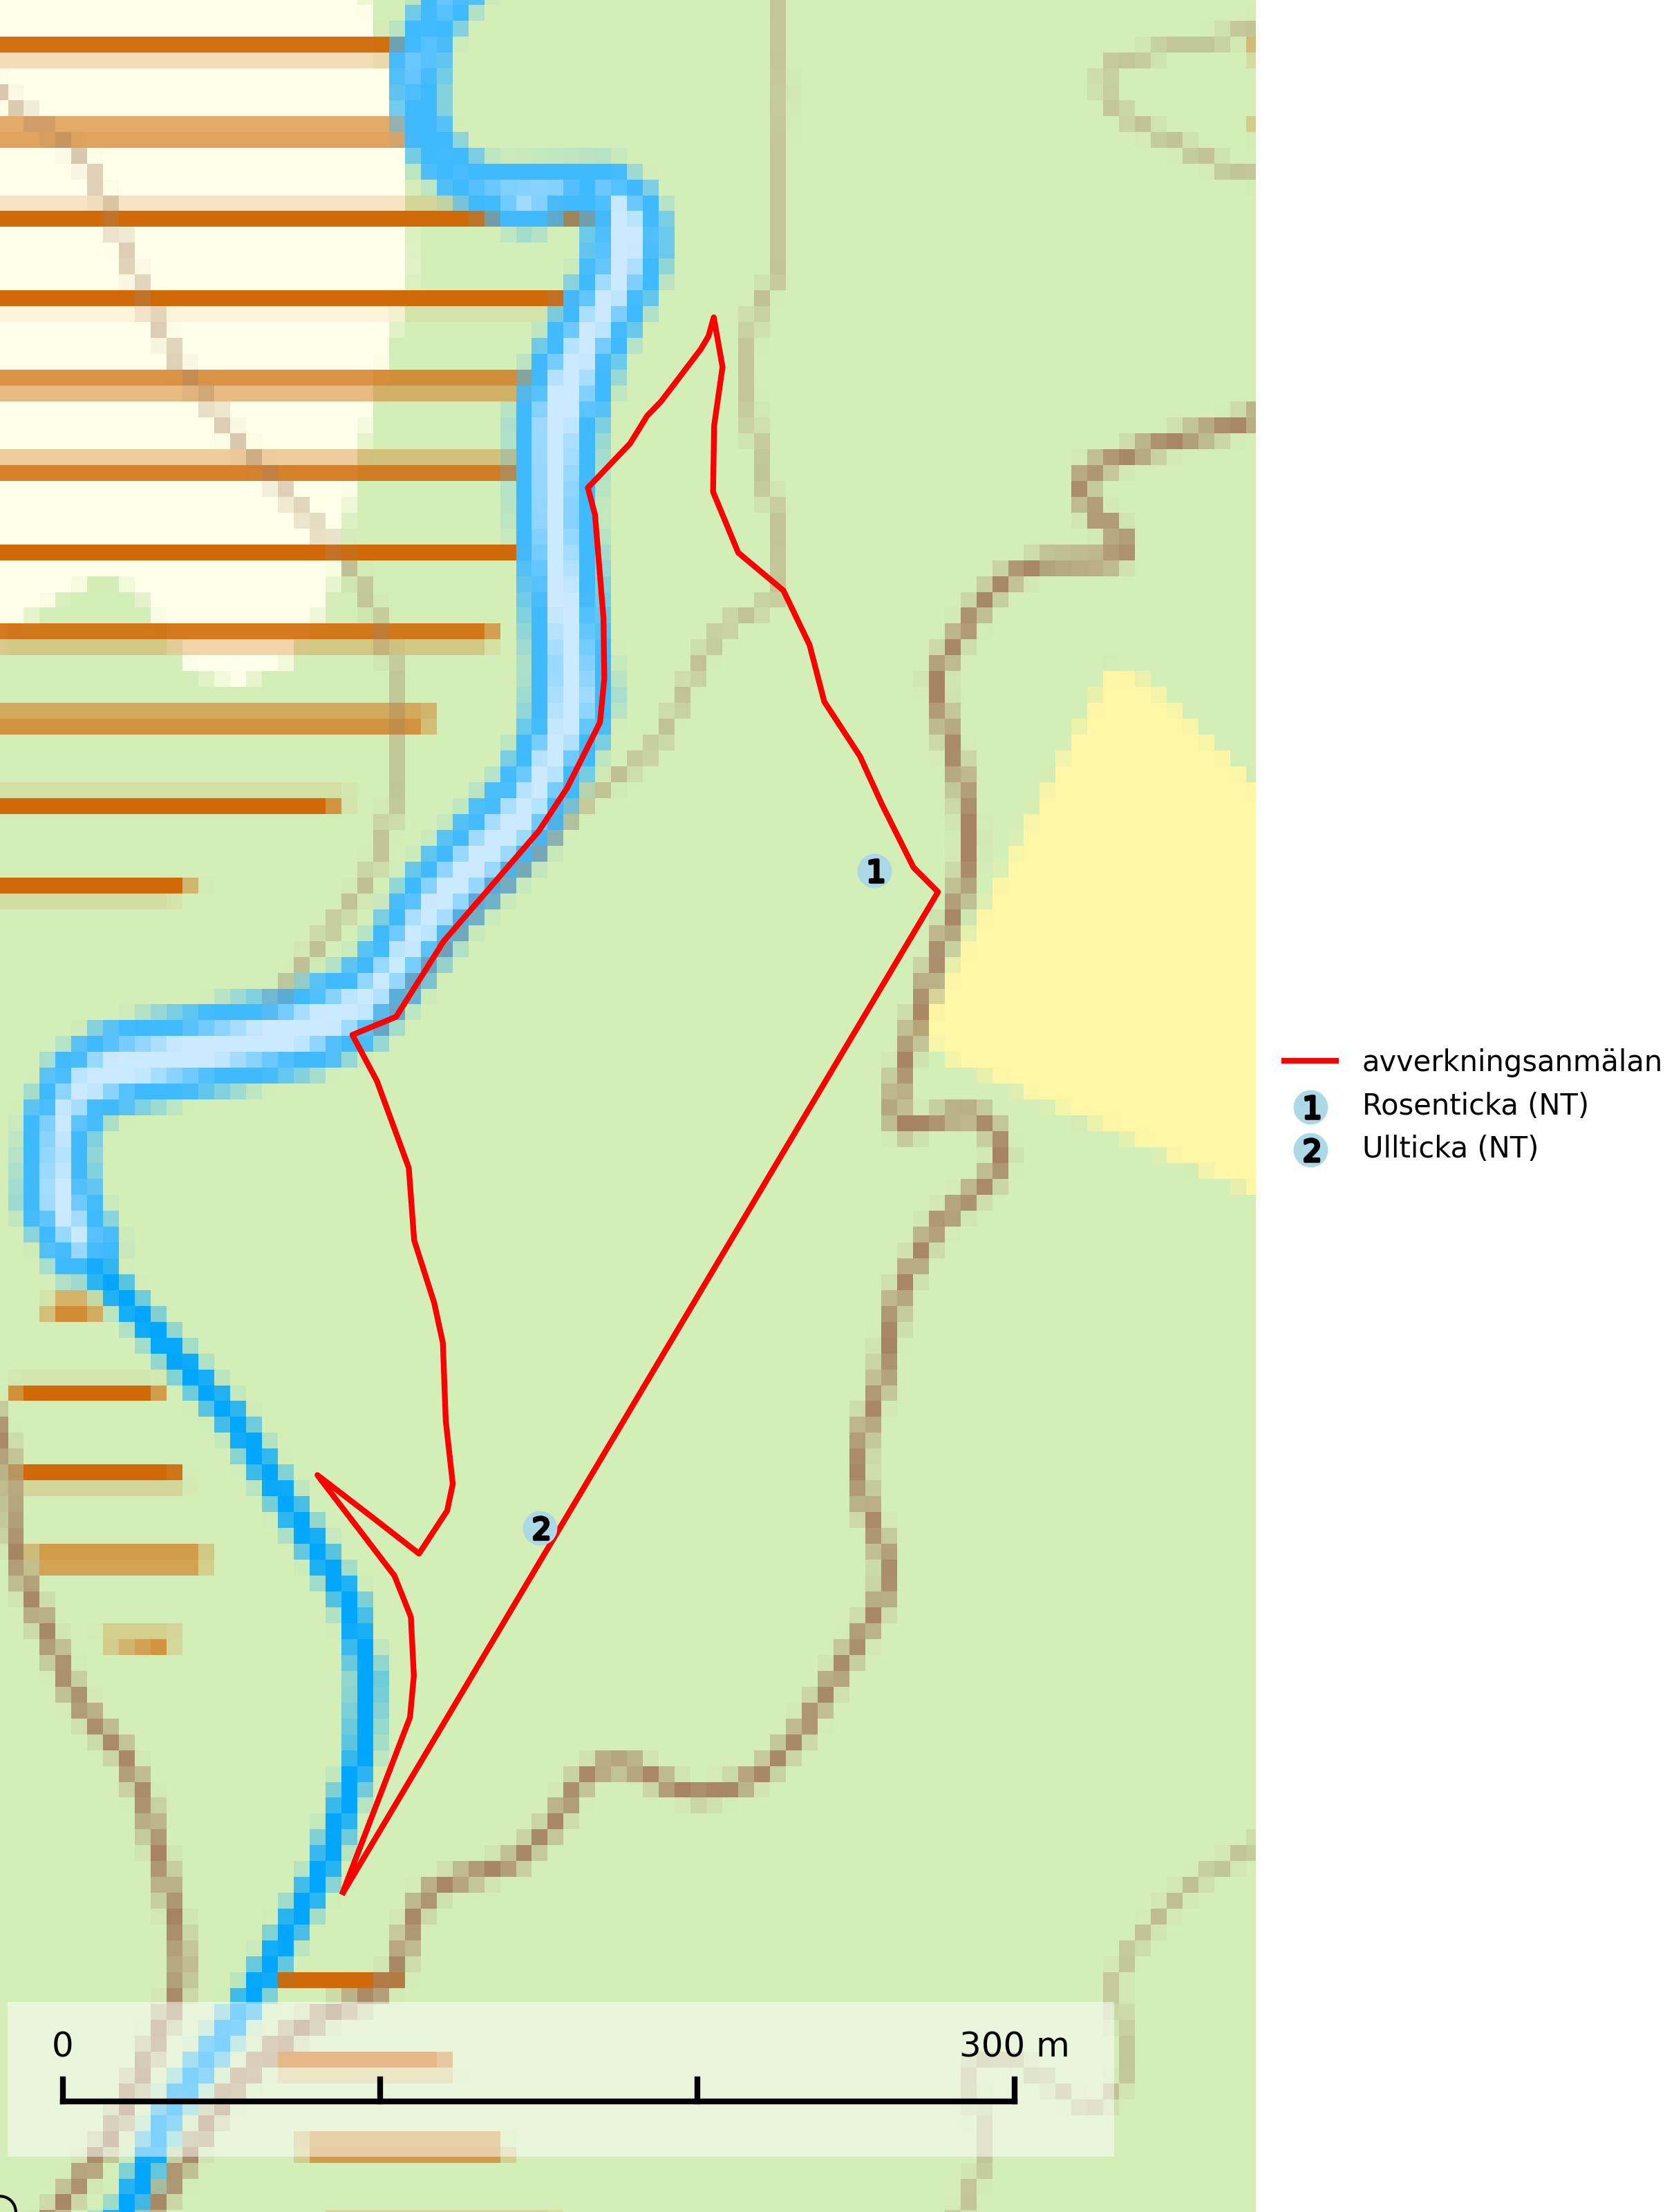 1
avverkningsanmälan
1 Rosenticka (NT)
2 Ullticka (NT)
2
0 300 m